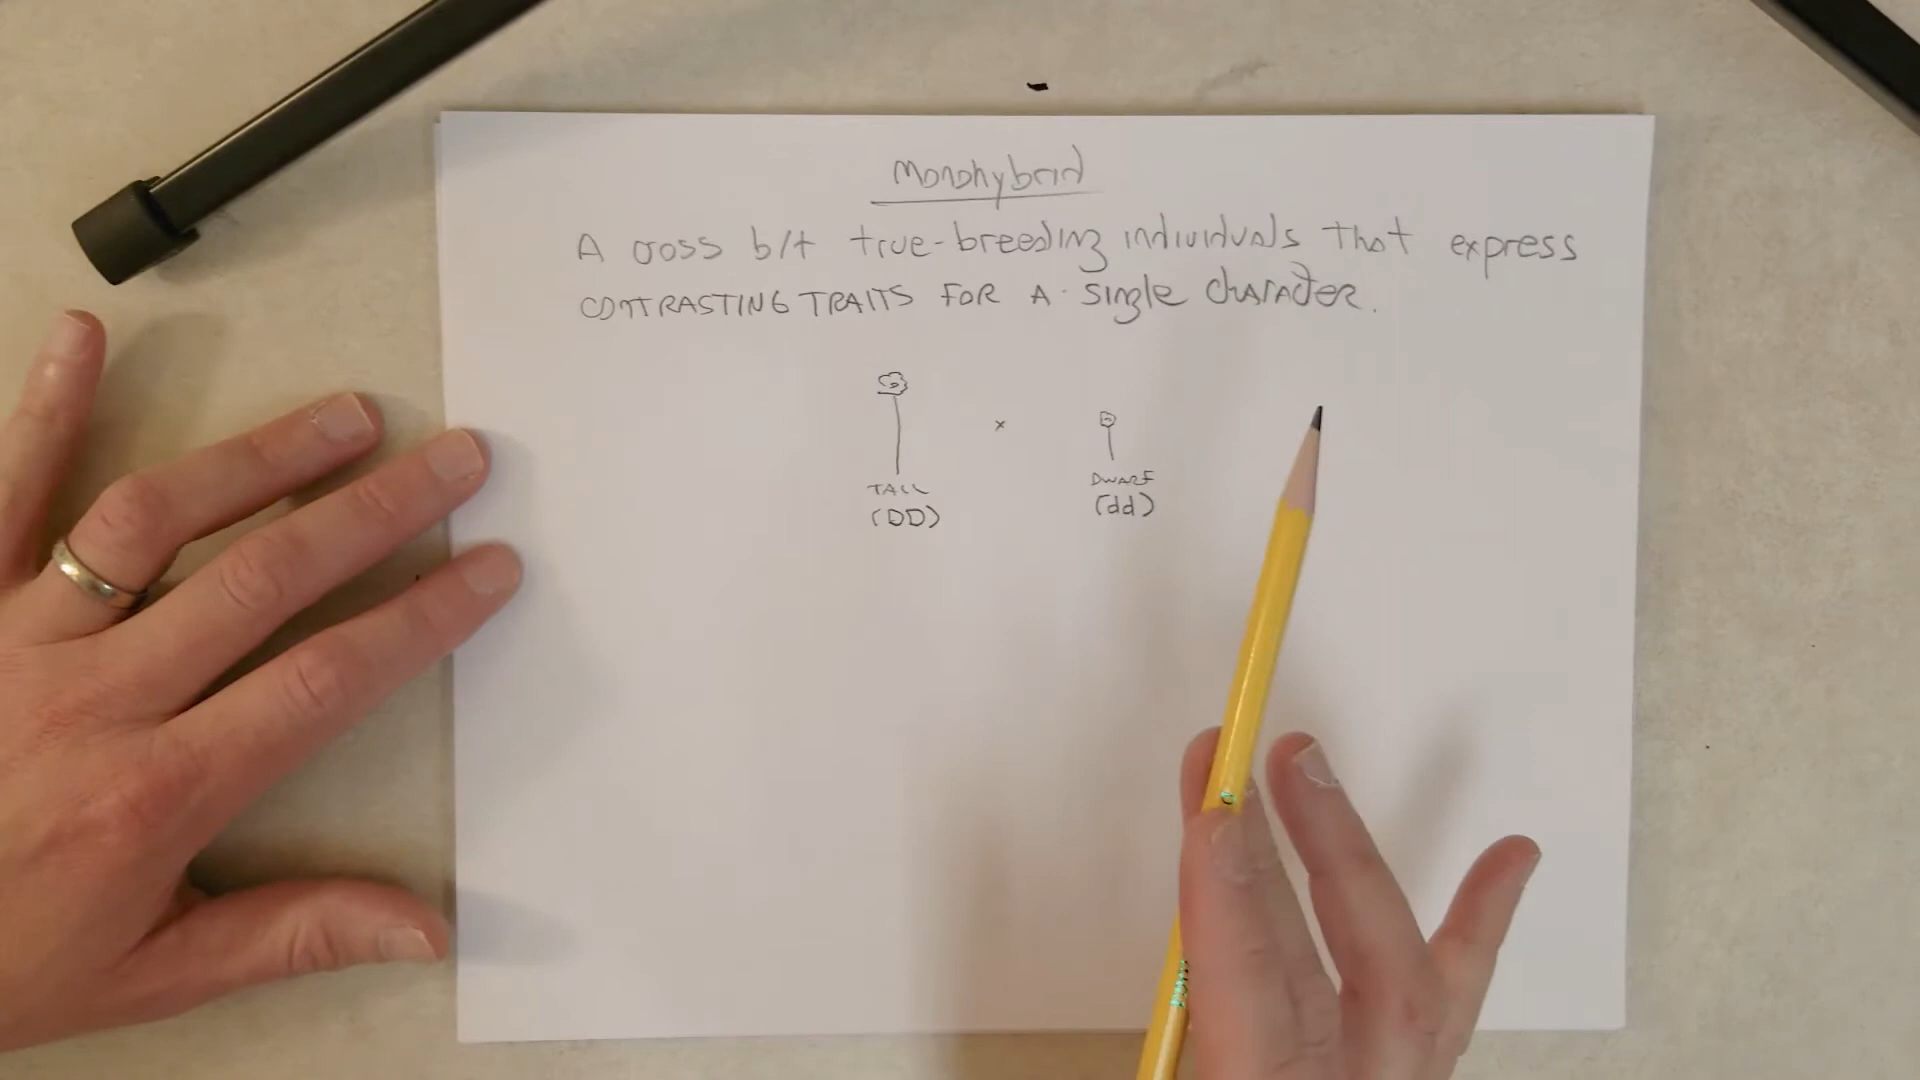 Monohybrid
A cross b/t true-breeding individuals that express
CONTRASTING TRAITS FOR A single character.
x
TALL DWARF
(DD) (dd)